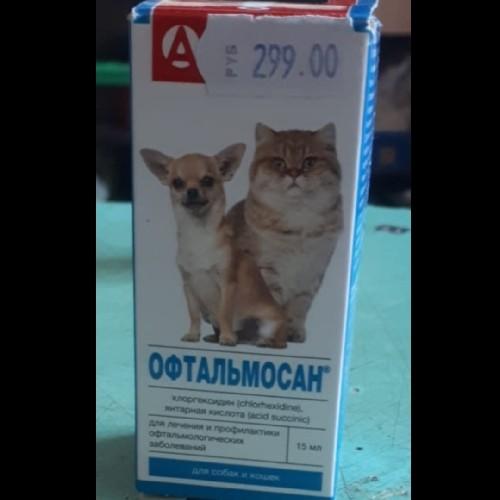 РУБ 299.00
ОФТАЛЬМОСАН®
хлоргексидин (chlorhexidine),
янтарная кислота (acid succinic)
для лечения и профилактики
офтальмологических
заболеваний
15 мл
для собак и кошек